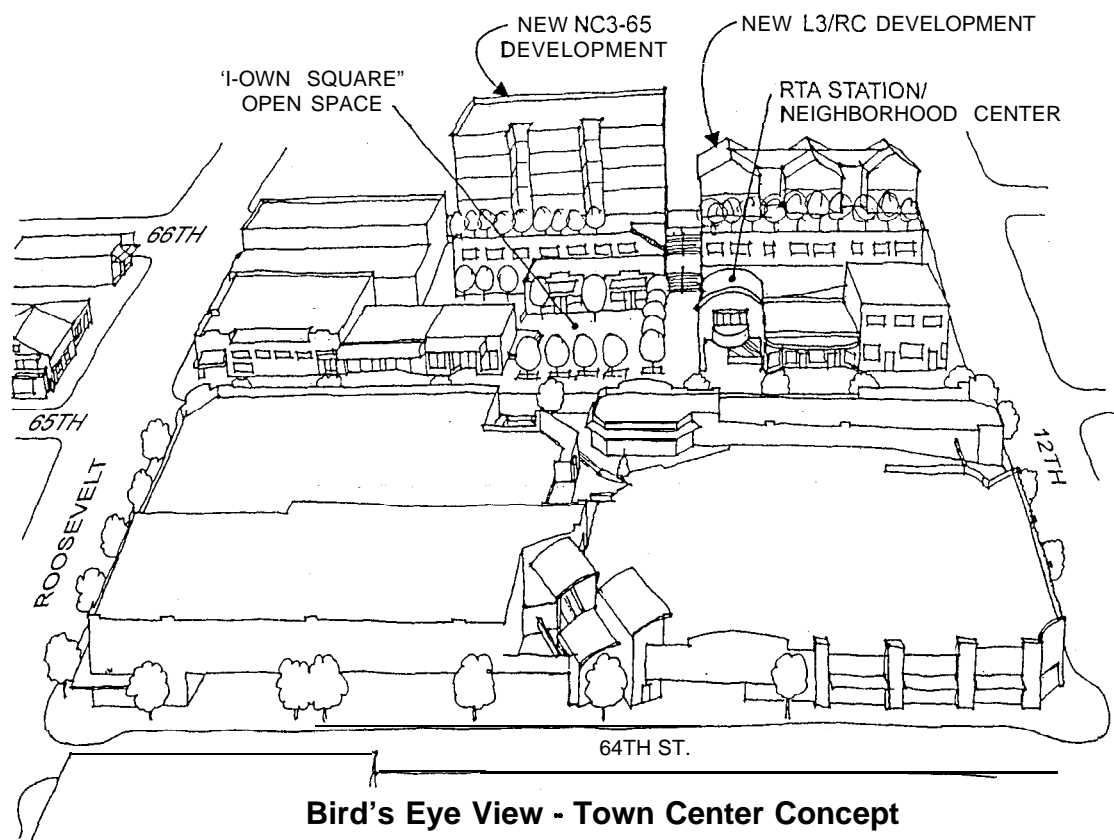 NEW NC3-65
DEVELOPMENT
NEW L3/RC DEVELOPMENT
'I-OWN SQUARE"
OPEN SPACE
RTA STATION/
NEIGHBORHOOD CENTER
66TH
65TH
ROOSEVELT
12TH
64TH ST.
Bird's Eye View - Town Center Concept